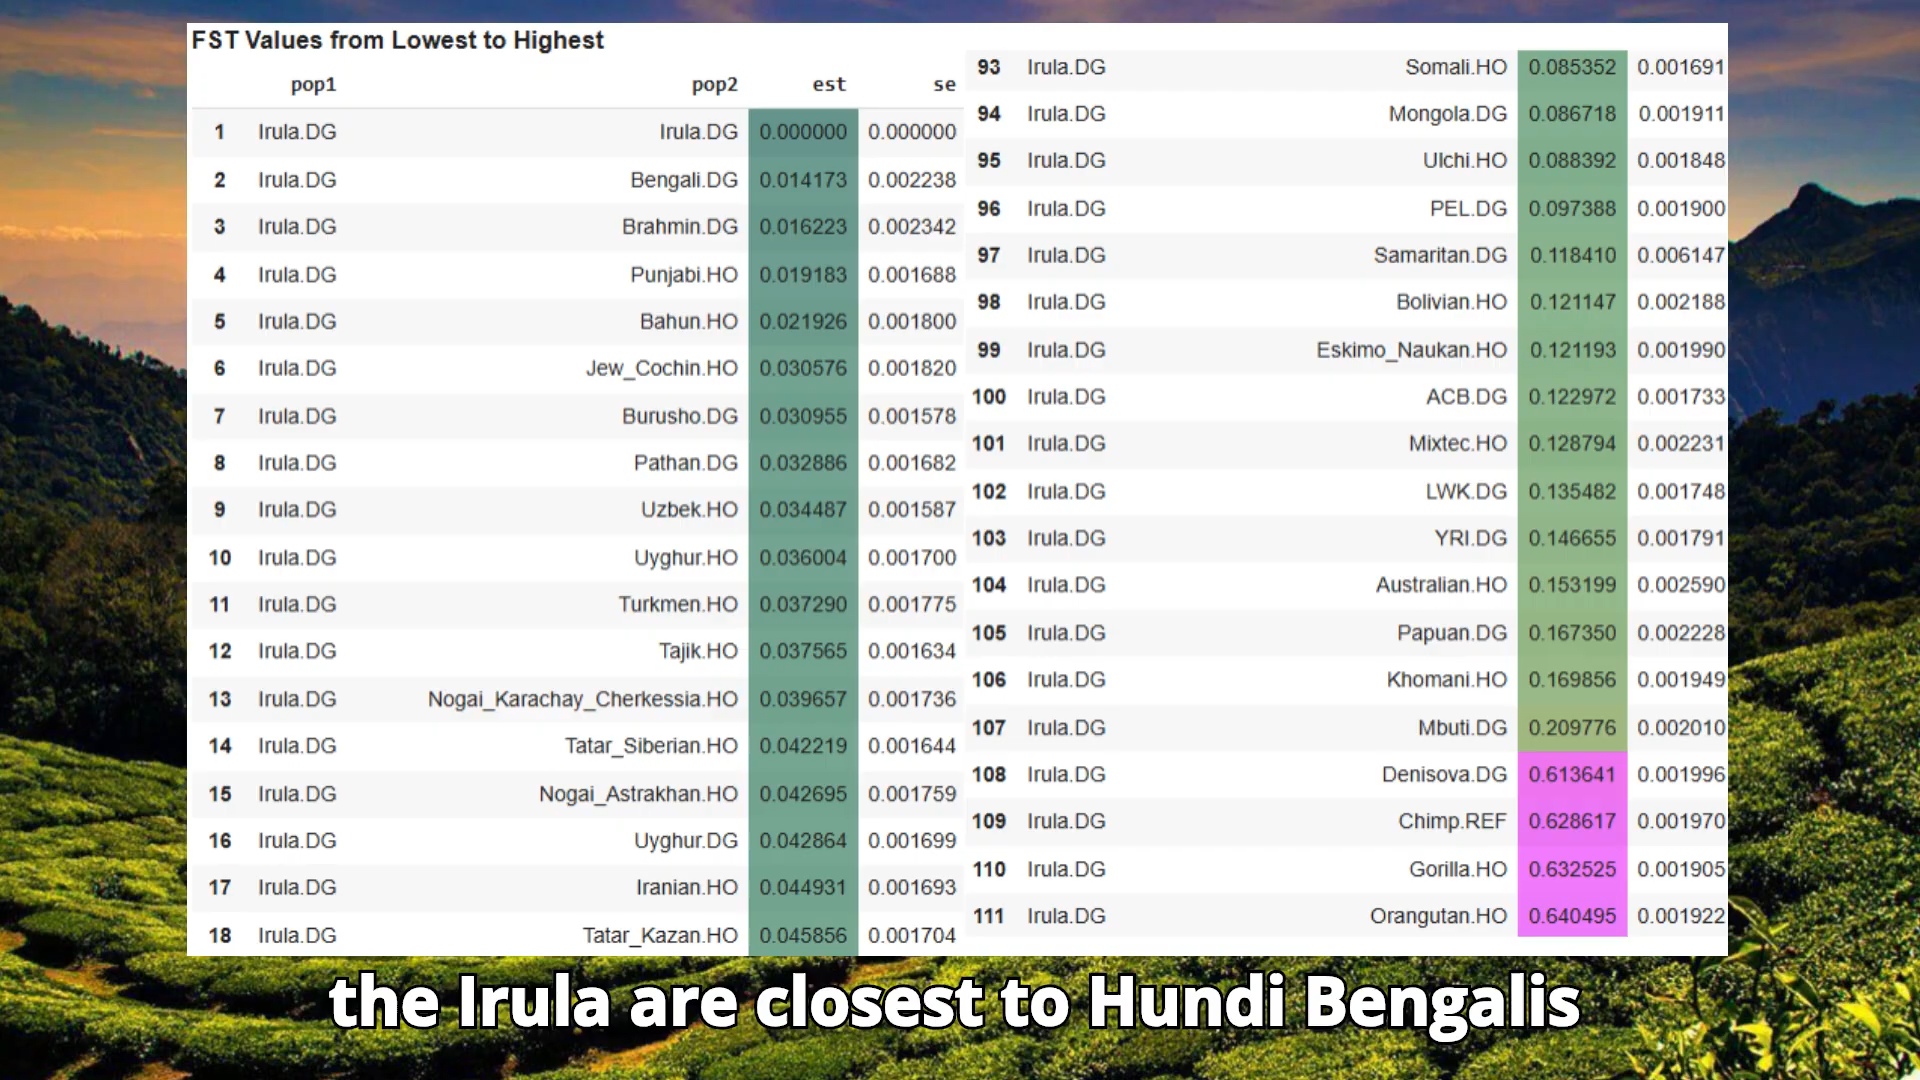 FST Values from Lowest to Highest
pop1 pop2 est se
1 Irula.DG Irula.DG 0.000000 0.000000
2 Irula.DG Bengali.DG 0.014173 0.002238
3 Irula.DG Brahmin.DG 0.016223 0.002342
4 Irula.DG Punjabi.HO 0.019183 0.001688
5 Irula.DG Bahun.HO 0.021926 0.001800
6 Irula.DG Jew_Cochin.HO 0.030576 0.001820
7 Irula.DG Burusho.DG 0.030955 0.001578
8 Irula.DG Pathan.DG 0.032886 0.001682
9 Irula.DG Uzbek.HO 0.034487 0.001587
10 Irula.DG Uyghur.HO 0.036004 0.001700
11 Irula.DG Turkmen.HO 0.037290 0.001775
12 Irula.DG Tajik.HO 0.037565 0.001634
13 Irula.DG Nogai_Karachay_Cherkessia.HO 0.039657 0.001736
14 Irula.DG Tatar_Siberian.HO 0.042219 0.001644
15 Irula.DG Nogai_Astrakhan.HO 0.042695 0.001759
16 Irula.DG Uyghur.DG 0.042864 0.001699
17 Irula.DG Iranian.HO 0.044931 0.001693
18 Irula.DG Tatar_Kazan.HO 0.045856 0.001704
93 Irula.DG Somali.HO 0.085352 0.001691
94 Irula.DG Mongola.DG 0.086718 0.001911
95 Irula.DG Ulchi.HO 0.088392 0.001848
96 Irula.DG PEL.DG 0.097388 0.001900
97 Irula.DG Samaritan.DG 0.118410 0.006147
98 Irula.DG Bolivian.HO 0.121147 0.002188
99 Irula.DG Eskimo_Naukan.HO 0.121193 0.001990
100 Irula.DG ACB.DG 0.122972 0.001733
101 Irula.DG Mixtec.HO 0.128794 0.002231
102 Irula.DG LWK.DG 0.135482 0.001748
103 Irula.DG YRI.DG 0.146655 0.001791
104 Irula.DG Australian.HO 0.153199 0.002590
105 Irula.DG Papuan.DG 0.167350 0.002228
106 Irula.DG Khomani.HO 0.169856 0.001949
107 Irula.DG Mbuti.DG 0.209776 0.002010
108 Irula.DG Denisova.DG 0.613641 0.001996
109 Irula.DG Chimp.REF 0.628617 0.001970
110 Irula.DG Gorilla.HO 0.632525 0.001905
111 Irula.DG Orangutan.HO 0.640495 0.001922
the Irula are closest to Hundi Bengalis